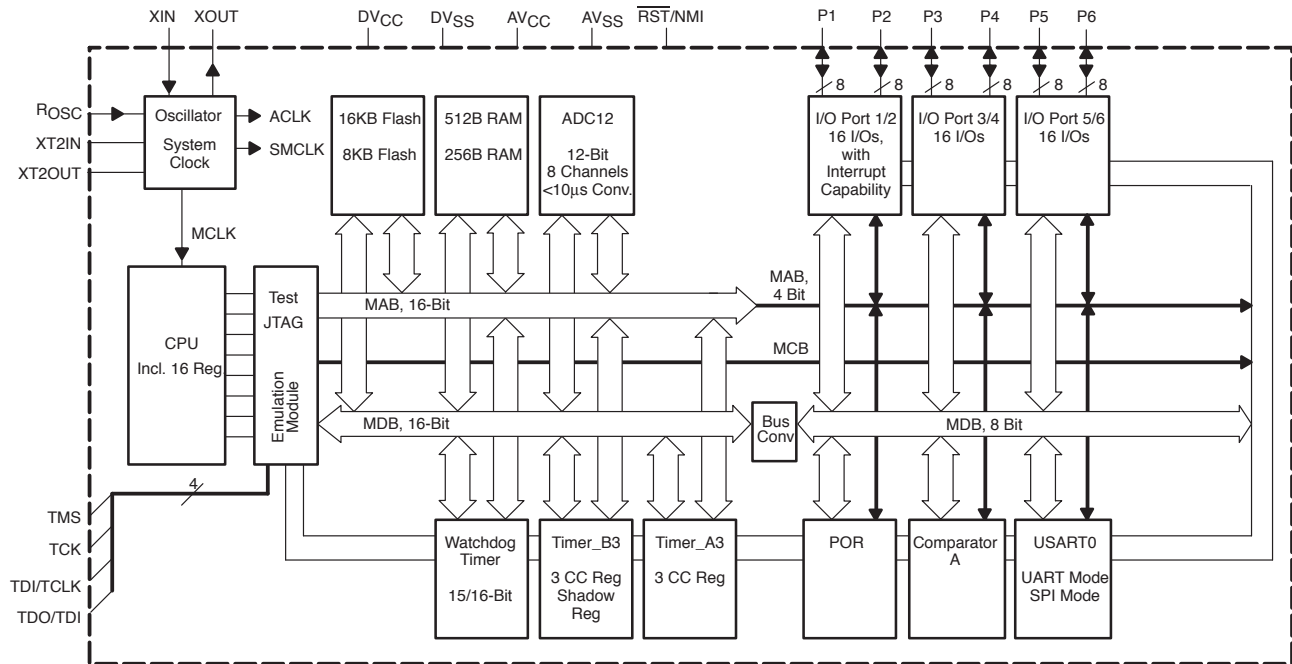 XIN XOUT DVCC DVSS AVCC AVSS RST/NMI P1 P2 P3 P4 P5 P6
8 8 8 8 8 8
ROSC
XT2IN
XT2OUT
Oscillator
System
Clock
ACLK
SMCLK
16KB Flash
8KB Flash
512B RAM
256B RAM
ADC12
12-Bit
8 Channels
<10μs Conv.
I/O Port 1/2
16 I/Os,
with
Interrupt
Capability
I/O Port 3/4
16 I/Os
I/O Port 5/6
16 I/Os
MCLK
CPU
Incl. 16 Reg.
Test
JTAG
Emulation
Module
MAB, 16-Bit
MAB,
4 Bit
MCB
MDB, 16-Bit
Bus
Conv
MDB, 8 Bit
4
TMS
TCK
TDI/TCLK
TDO/TDI
Watchdog
Timer
15/16-Bit
Timer_B3
3 CC Reg
Shadow
Reg
Timer_A3
3 CC Reg
POR
Comparator
A
USART0
UART Mode
SPI Mode